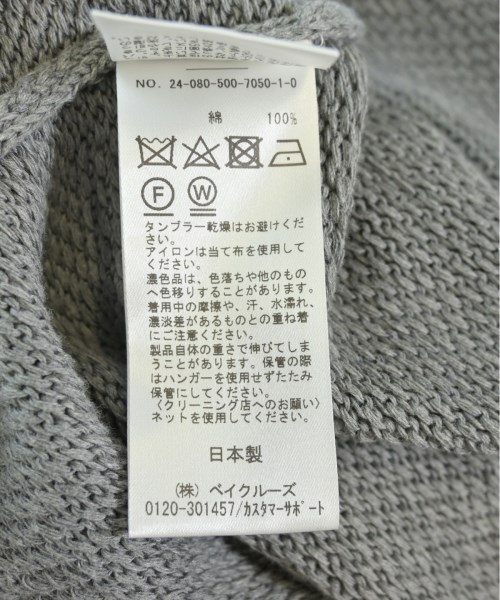 NO. 24-080-500-7050-1-0
綿 100%
F W
タンブラー乾燥はお避けくだ
さい。
アイロンは当て布を使用して
ください。
濃色品は、色落ちや他のもの
へ色移りすることがあります。
着用中の摩擦や、汗、水濡れ、
濃淡差があるものとの重ね着
にご注意ください。
製品自体の重さで伸びてしま
うことがあります。保管の際
はハンガーを使用せずたたみ
保管にしてください。
〈クリーニング店へのお願い〉
ネットを使用してください。
日本製
(株) ベイクルーズ
0120-301457/カスタマーサポート